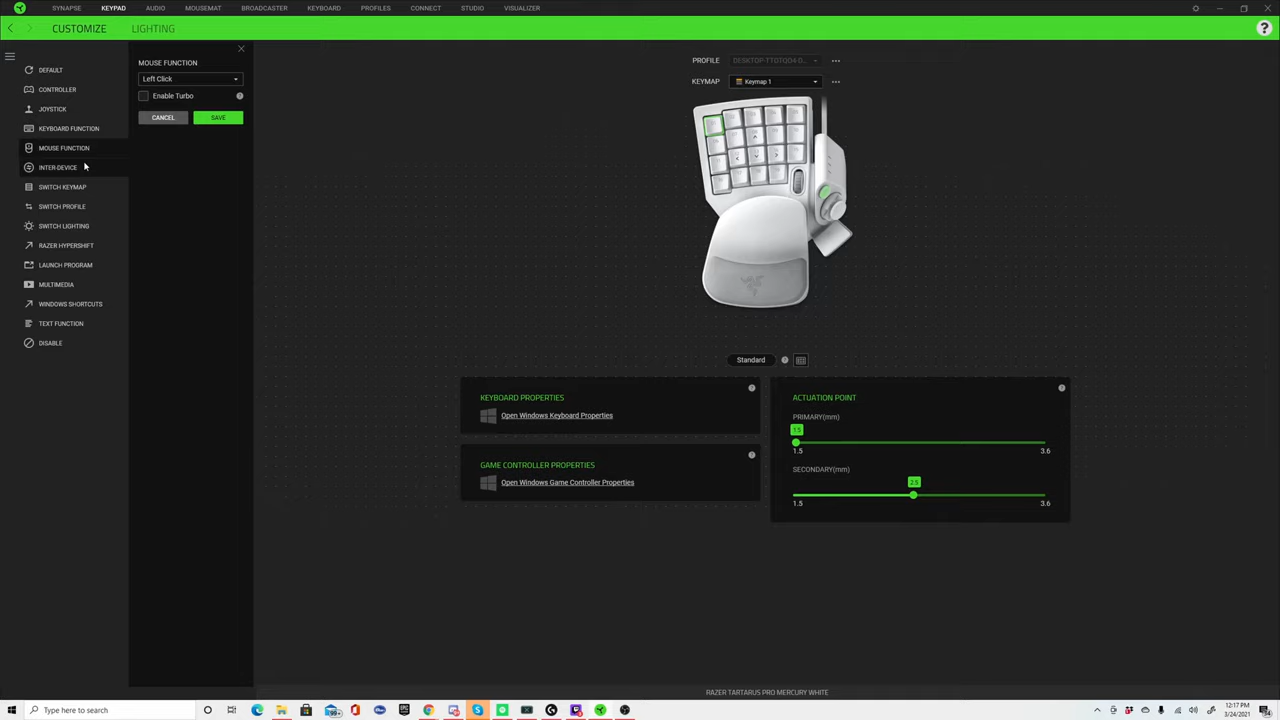 SYNAPSE KEYPAD AUDIO MOUSEMAT BROADCASTER KEYBOARD PROFILES CONNECT STUDIO VISUALIZER
CUSTOMIZE LIGHTING
DEFAULT
CONTROLLER
JOYSTICK
KEYBOARD FUNCTION
MOUSE FUNCTION
INTER-DEVICE
SWITCH KEYMAP
SWITCH PROFILE
SWITCH LIGHTING
RAZER HYPERSHIFT
LAUNCH PROGRAM
MULTIMEDIA
WINDOWS SHORTCUTS
TEXT FUNCTION
DISABLE
MOUSE FUNCTION
Left Click
Enable Turbo
CANCEL SAVE
PROFILE
KEYMAP Keymap 1
Standard
KEYBOARD PROPERTIES
Open Windows Keyboard Properties
GAME CONTROLLER PROPERTIES
Open Windows Game Controller Properties
ACTUATION POINT
PRIMARY(mm)
1.5
1.5 3.6
SECONDARY(mm)
2.5
1.5 3.6
RAZER TARTARUS PRO MERCURY WHITE
Type here to search
12:17 PM
3/24/2021